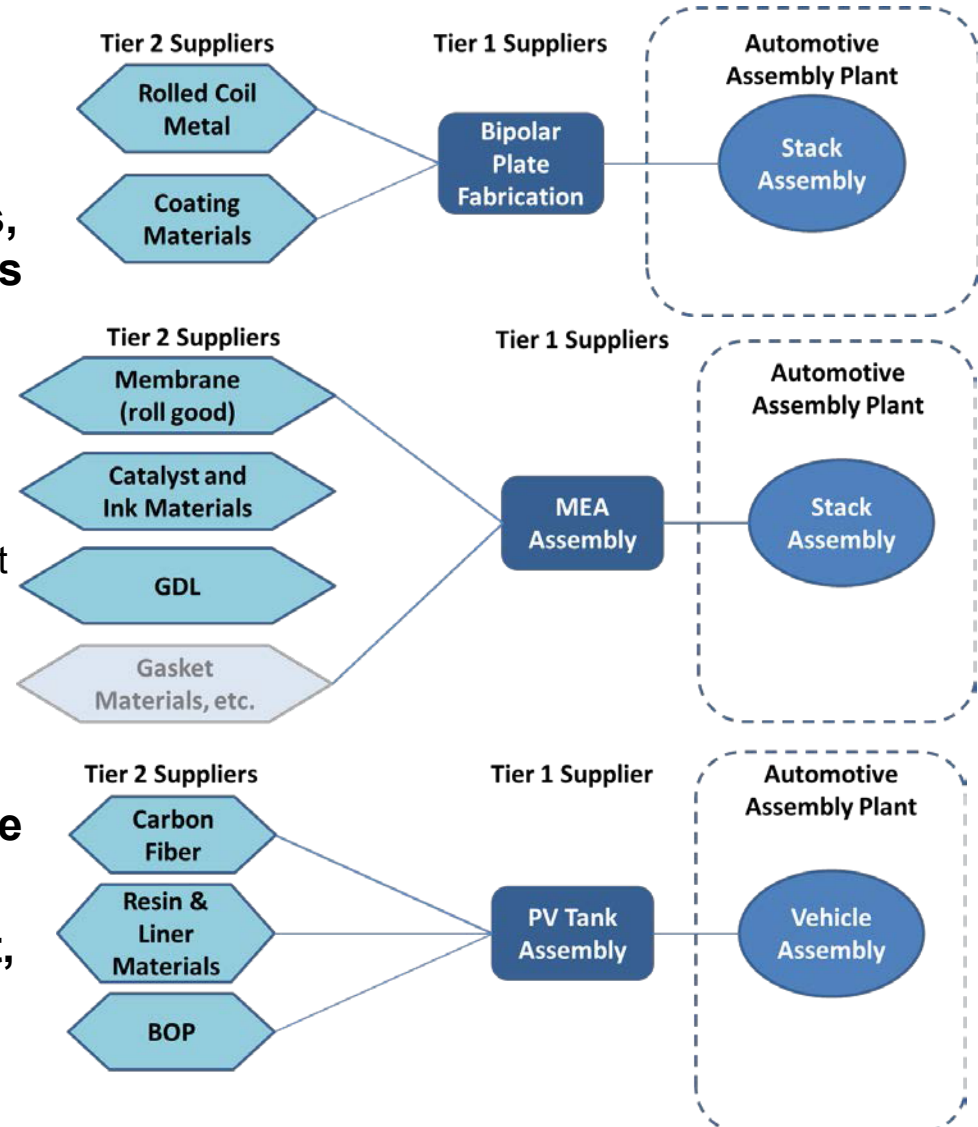 Tier 2 Suppliers
Tier 1 Suppliers
Automotive
Assembly Plant
Rolled Coil
Metal
Coating
Materials
Bipolar
Plate
Fabrication
Stack
Assembly
s,
s
Tier 2 Suppliers
Tier 1 Suppliers
Automotive
Assembly Plant
Membrane
(roll good)
Catalyst and
Ink Materials
GDL
Gasket
Materials, etc.
MEA
Assembly
Stack
Assembly
t
Tier 2 Suppliers
Tier 1 Supplier
Automotive
Assembly Plant
Carbon
Fiber
Resin &
Liner
Materials
BOP
PV Tank
Assembly
Vehicle
Assembly
e
t,